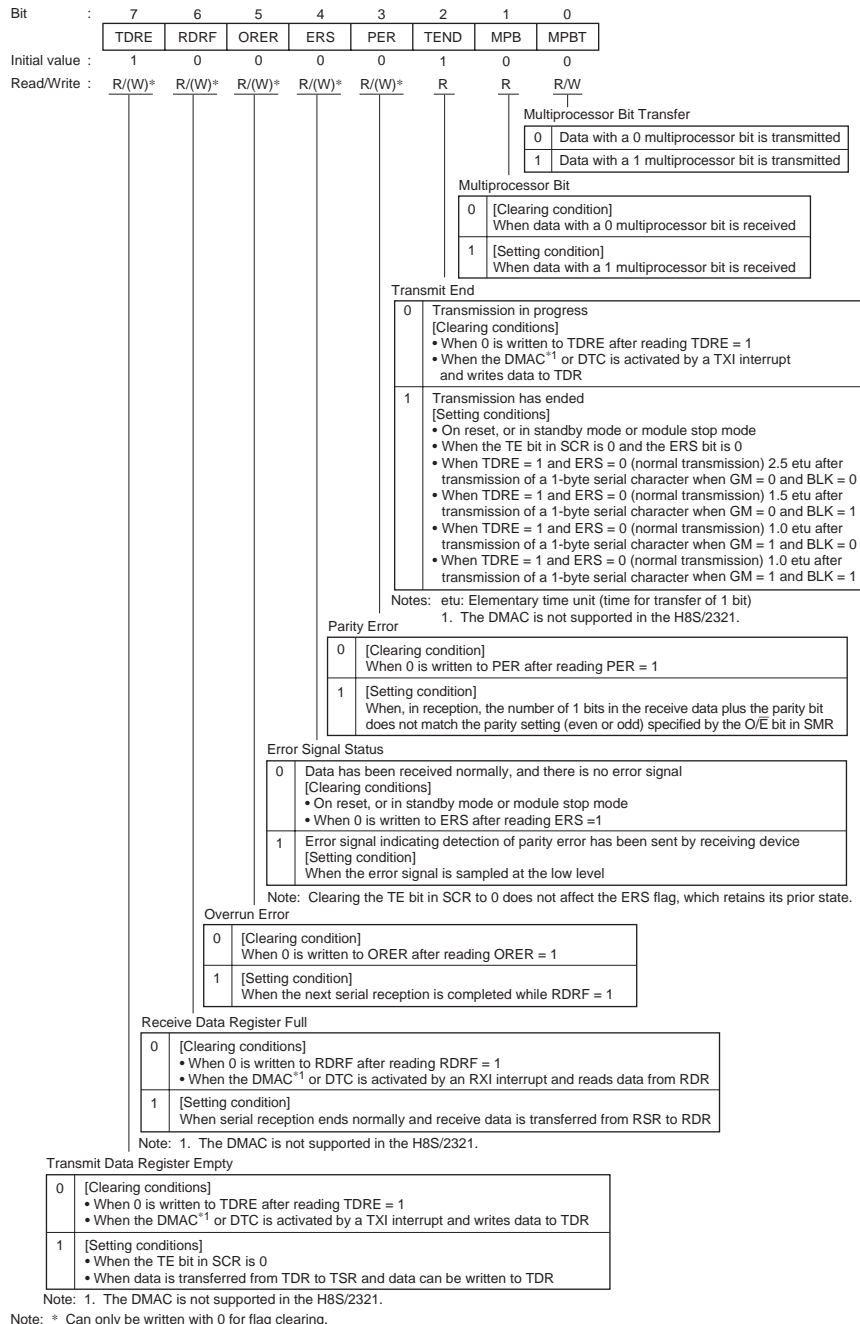 Bit : 7 6 5 4 3 2 1 0
TDRE RDRF ORER ERS PER TEND MPB MPBT
Initial value : 1 0 0 0 0 1 0 0
Read/Write : R/(W)* R/(W)* R/(W)* R/(W)* R/(W)* R R R/W
Multiprocessor Bit Transfer
0 Data with a 0 multiprocessor bit is transmitted
1 Data with a 1 multiprocessor bit is transmitted
Multiprocessor Bit
0 [Clearing condition]
When data with a 0 multiprocessor bit is received
1 [Setting condition]
When data with a 1 multiprocessor bit is received
Transmit End
0 Transmission in progress
[Clearing conditions]
• When 0 is written to TDRE after reading TDRE = 1
• When the DMAC*1 or DTC is activated by a TXI interrupt
and writes data to TDR
1 Transmission has ended
[Setting conditions]
• On reset, or in standby mode or module stop mode
• When the TE bit in SCR is 0 and the ERS bit is 0
• When TDRE = 1 and ERS = 0 (normal transmission) 2.5 etu after
transmission of a 1-byte serial character when GM = 0 and BLK = 0
• When TDRE = 1 and ERS = 0 (normal transmission) 1.5 etu after
transmission of a 1-byte serial character when GM = 0 and BLK = 1
• When TDRE = 1 and ERS = 0 (normal transmission) 1.0 etu after
transmission of a 1-byte serial character when GM = 1 and BLK = 0
• When TDRE = 1 and ERS = 0 (normal transmission) 1.0 etu after
transmission of a 1-byte serial character when GM = 1 and BLK = 1
Notes: etu: Elementary time unit (time for transfer of 1 bit)
1. The DMAC is not supported in the H8S/2321.
Parity Error
0 [Clearing condition]
When 0 is written to PER after reading PER = 1
1 [Setting condition]
When, in reception, the number of 1 bits in the receive data plus the parity bit
does not match the parity setting (even or odd) specified by the O/E̅ bit in SMR
Error Signal Status
0 Data has been received normally, and there is no error signal
[Clearing conditions]
• On reset, or in standby mode or module stop mode
• When 0 is written to ERS after reading ERS =1
1 Error signal indicating detection of parity error has been sent by receiving device
[Setting condition]
When the error signal is sampled at the low level
Note: Clearing the TE bit in SCR to 0 does not affect the ERS flag, which retains its prior state.
Overrun Error
0 [Clearing condition]
When 0 is written to ORER after reading ORER = 1
1 [Setting condition]
When the next serial reception is completed while RDRF = 1
Receive Data Register Full
0 [Clearing conditions]
• When 0 is written to RDRF after reading RDRF = 1
• When the DMAC*1 or DTC is activated by an RXI interrupt and reads data from RDR
1 [Setting condition]
When serial reception ends normally and receive data is transferred from RSR to RDR
Note: 1. The DMAC is not supported in the H8S/2321.
Transmit Data Register Empty
0 [Clearing conditions]
• When 0 is written to TDRE after reading TDRE = 1
• When the DMAC*1 or DTC is activated by a TXI interrupt and writes data to TDR
1 [Setting conditions]
• When the TE bit in SCR is 0
• When data is transferred from TDR to TSR and data can be written to TDR
Note: 1. The DMAC is not supported in the H8S/2321.
Note: * Can only be written with 0 for flag clearing.